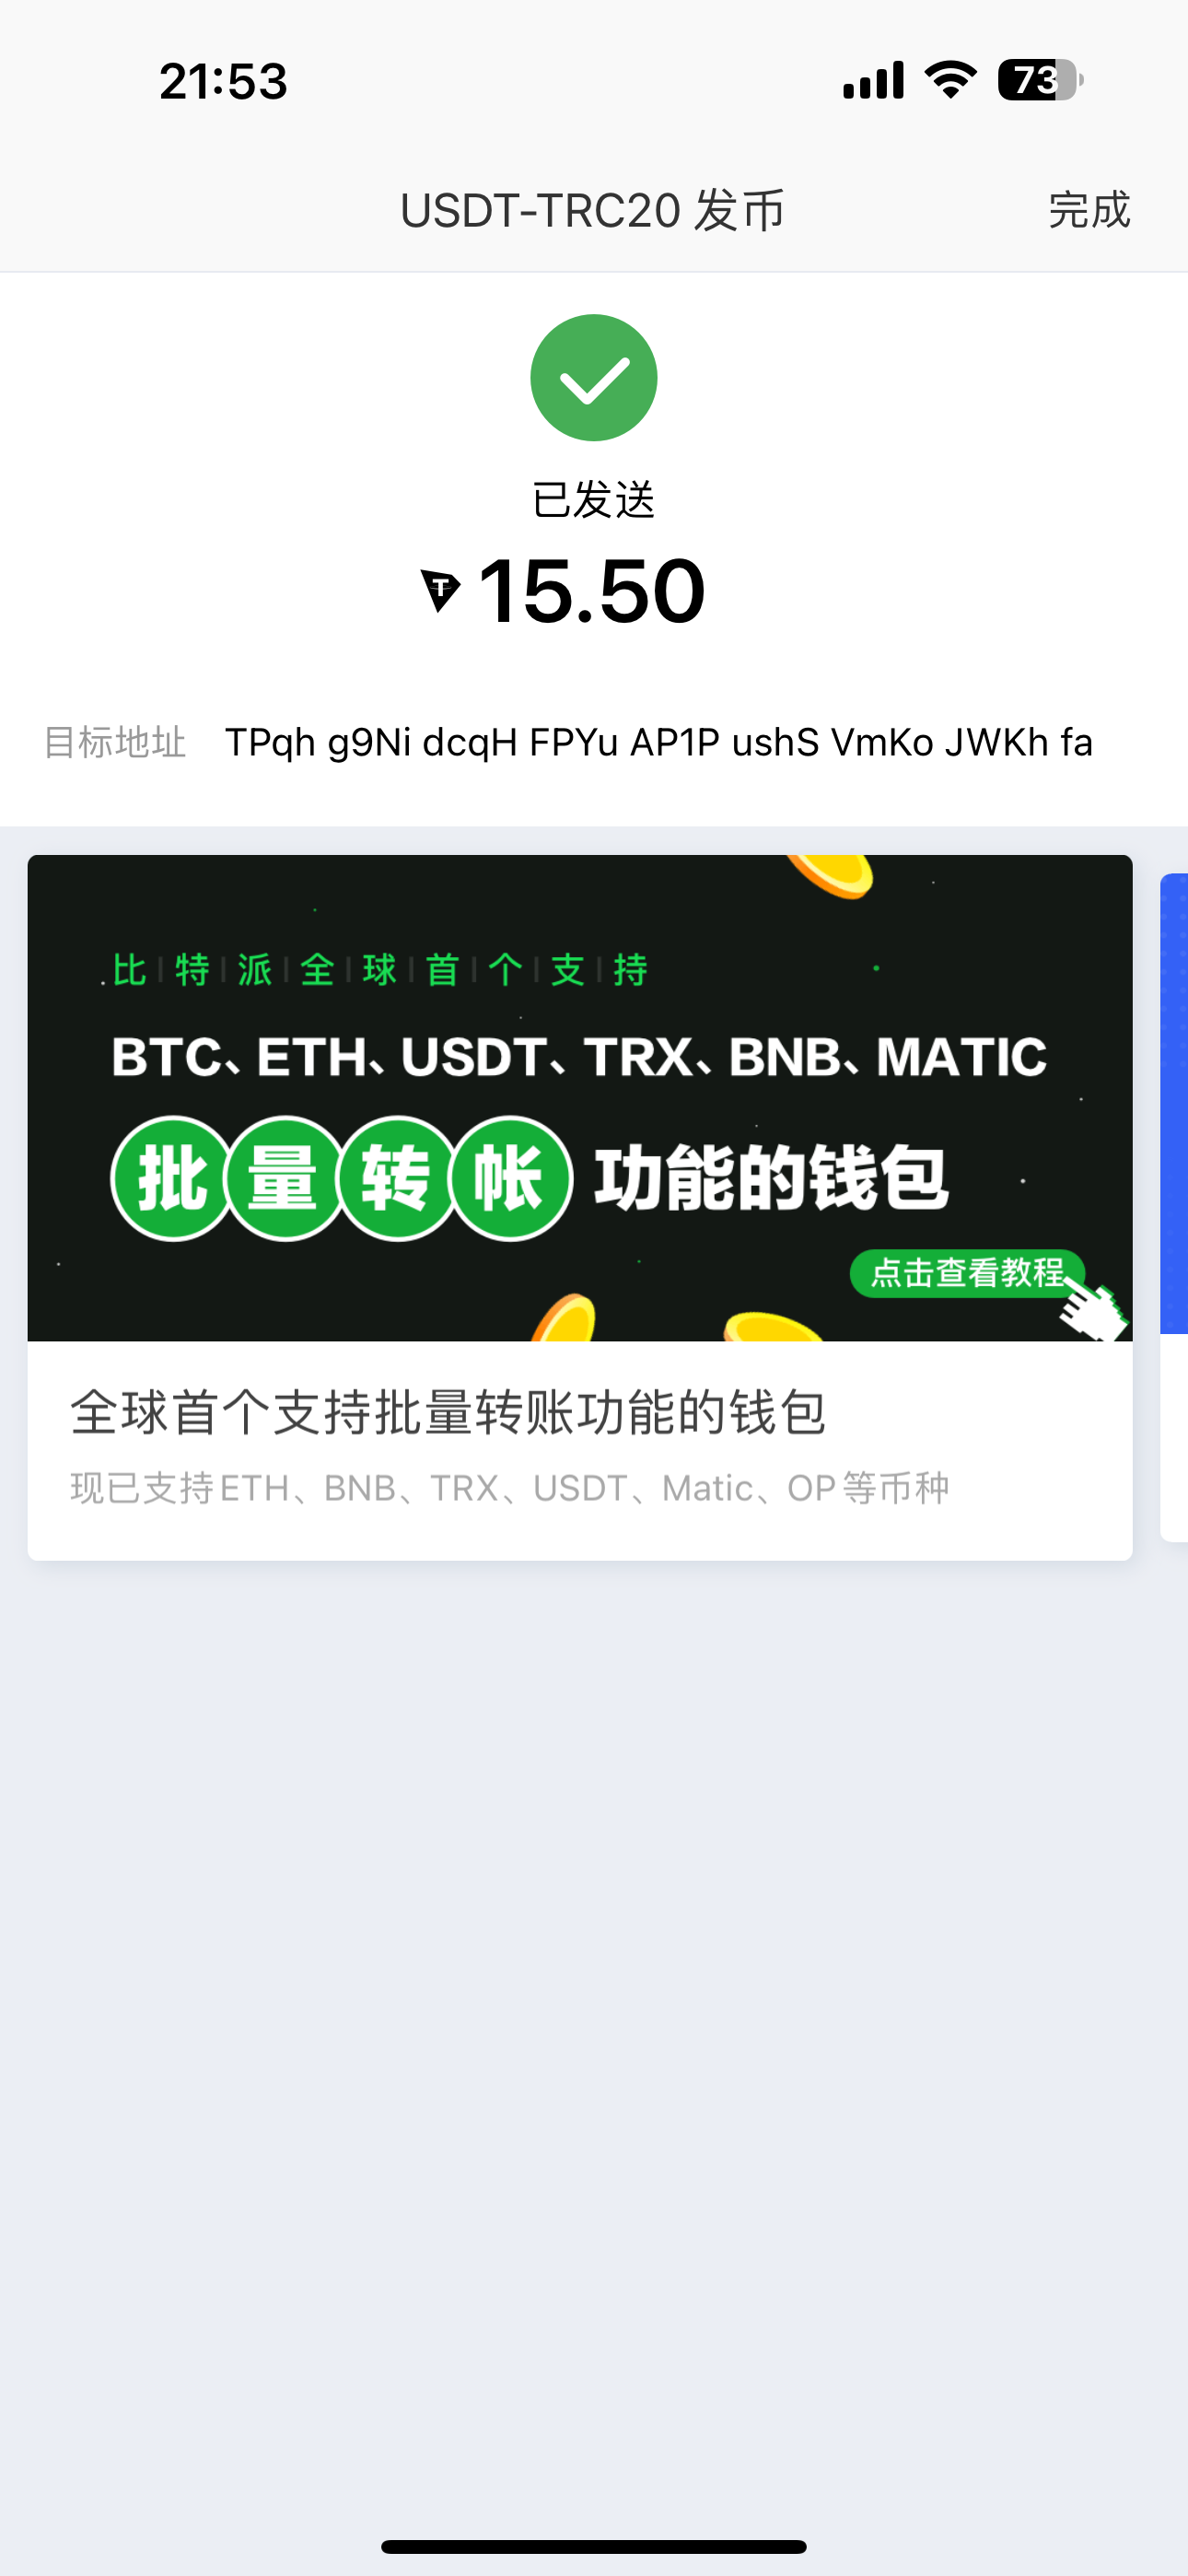 21:53
73
USDT-TRC20 发币
完成
已发送
15.50
目标地址 TPqh g9Ni dcqH FPYu AP1P ushS VmKo JWKh fa
比特派全球首个支持
BTC、ETH、USDT、TRX、BNB、MATIC
批量转帐 功能的钱包
点击查看教程
全球首个支持批量转账功能的钱包
现已支持ETH、BNB、TRX、USDT、Matic、OP等币种